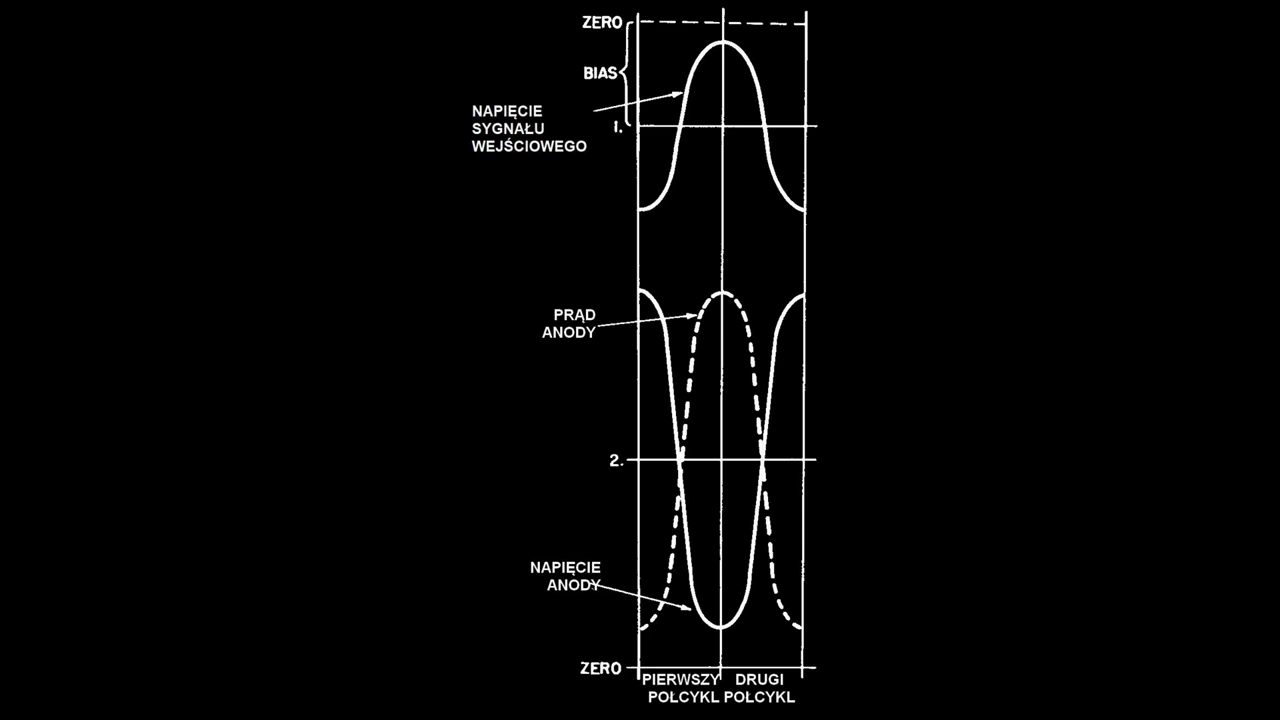 ZERO
BIAS
NAPIĘCIE
SYGNAŁU
WEJŚCIOWEGO
1.
PRĄD
ANODY
2.
NAPIĘCIE
ANODY
ZERO
PIERWSZY DRUGI
POŁCYKL POŁCYKL